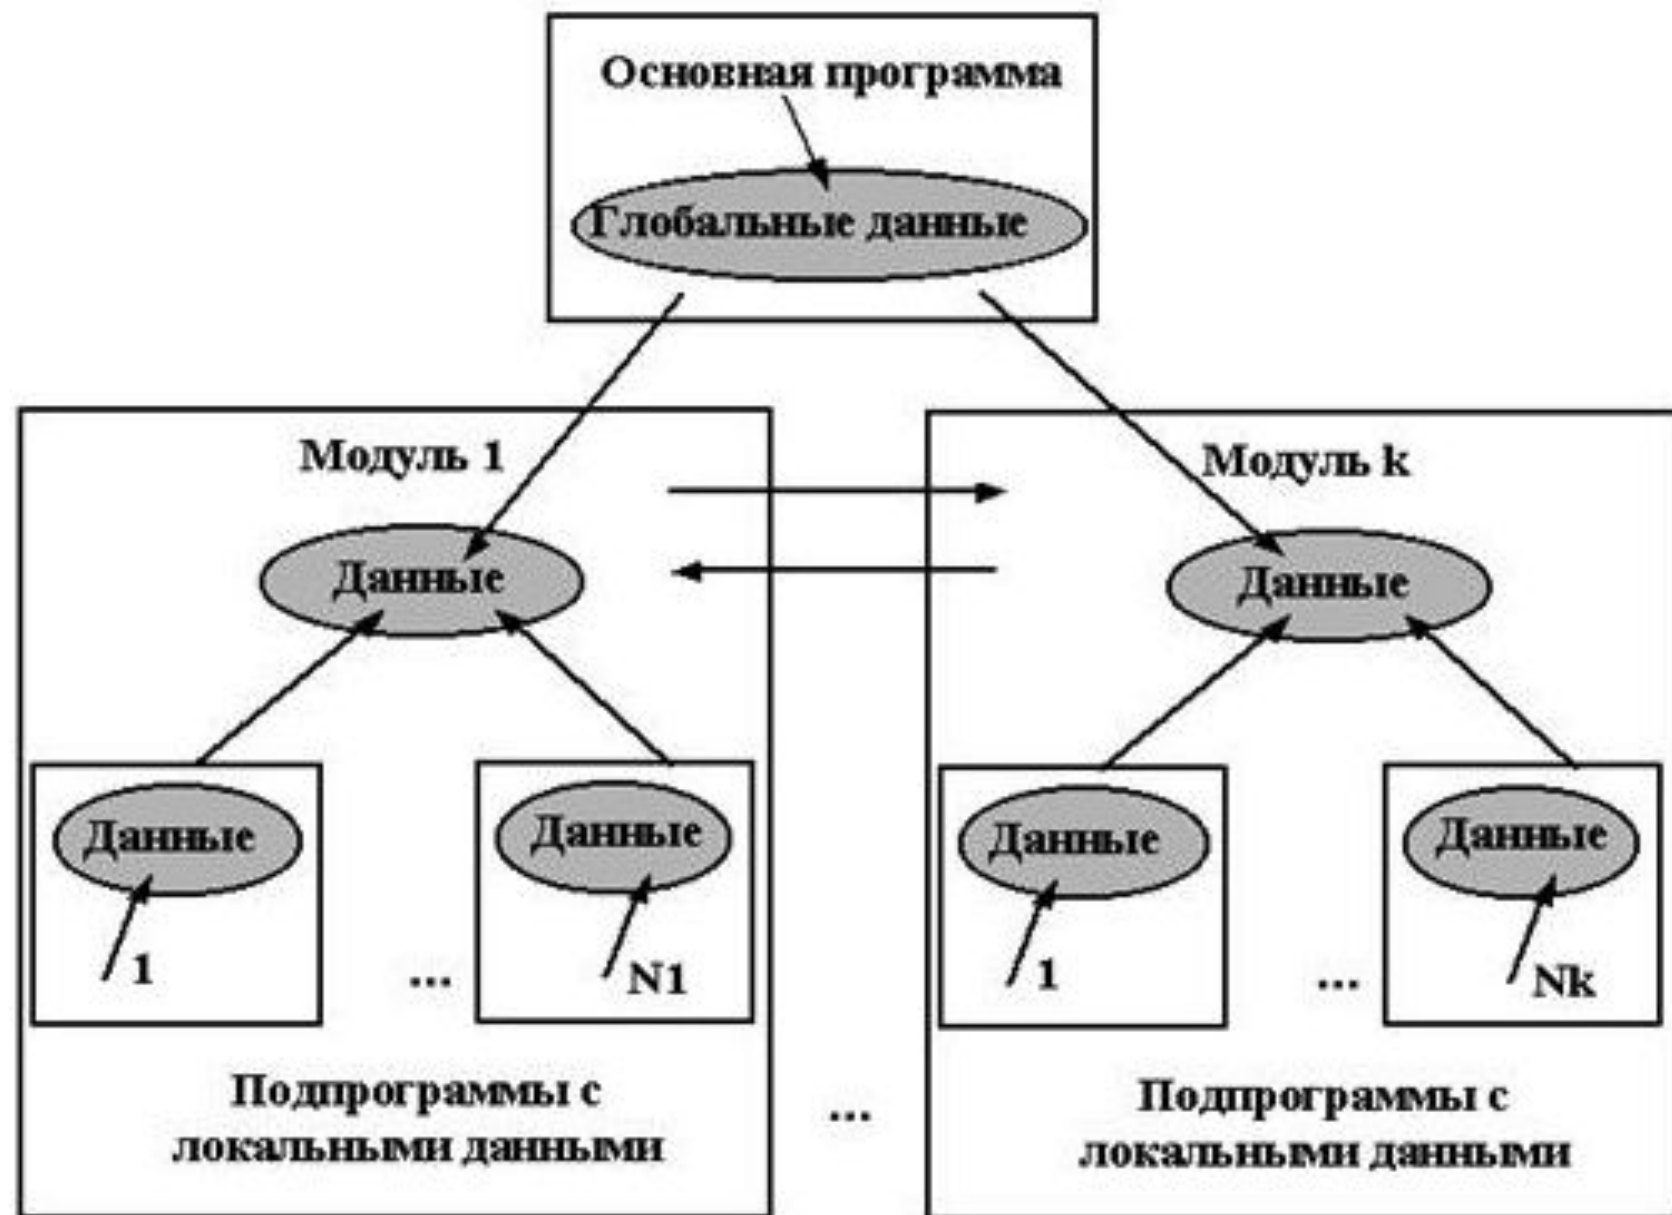 Основная программа
Глобальные данные
Модуль 1
Модуль k
Данные
Данные
Данные
Данные
Данные
Данные
1
...
N1
1
...
Nk
Подпрограммы с
локальными данными
...
Подпрограммы с
локальными данными